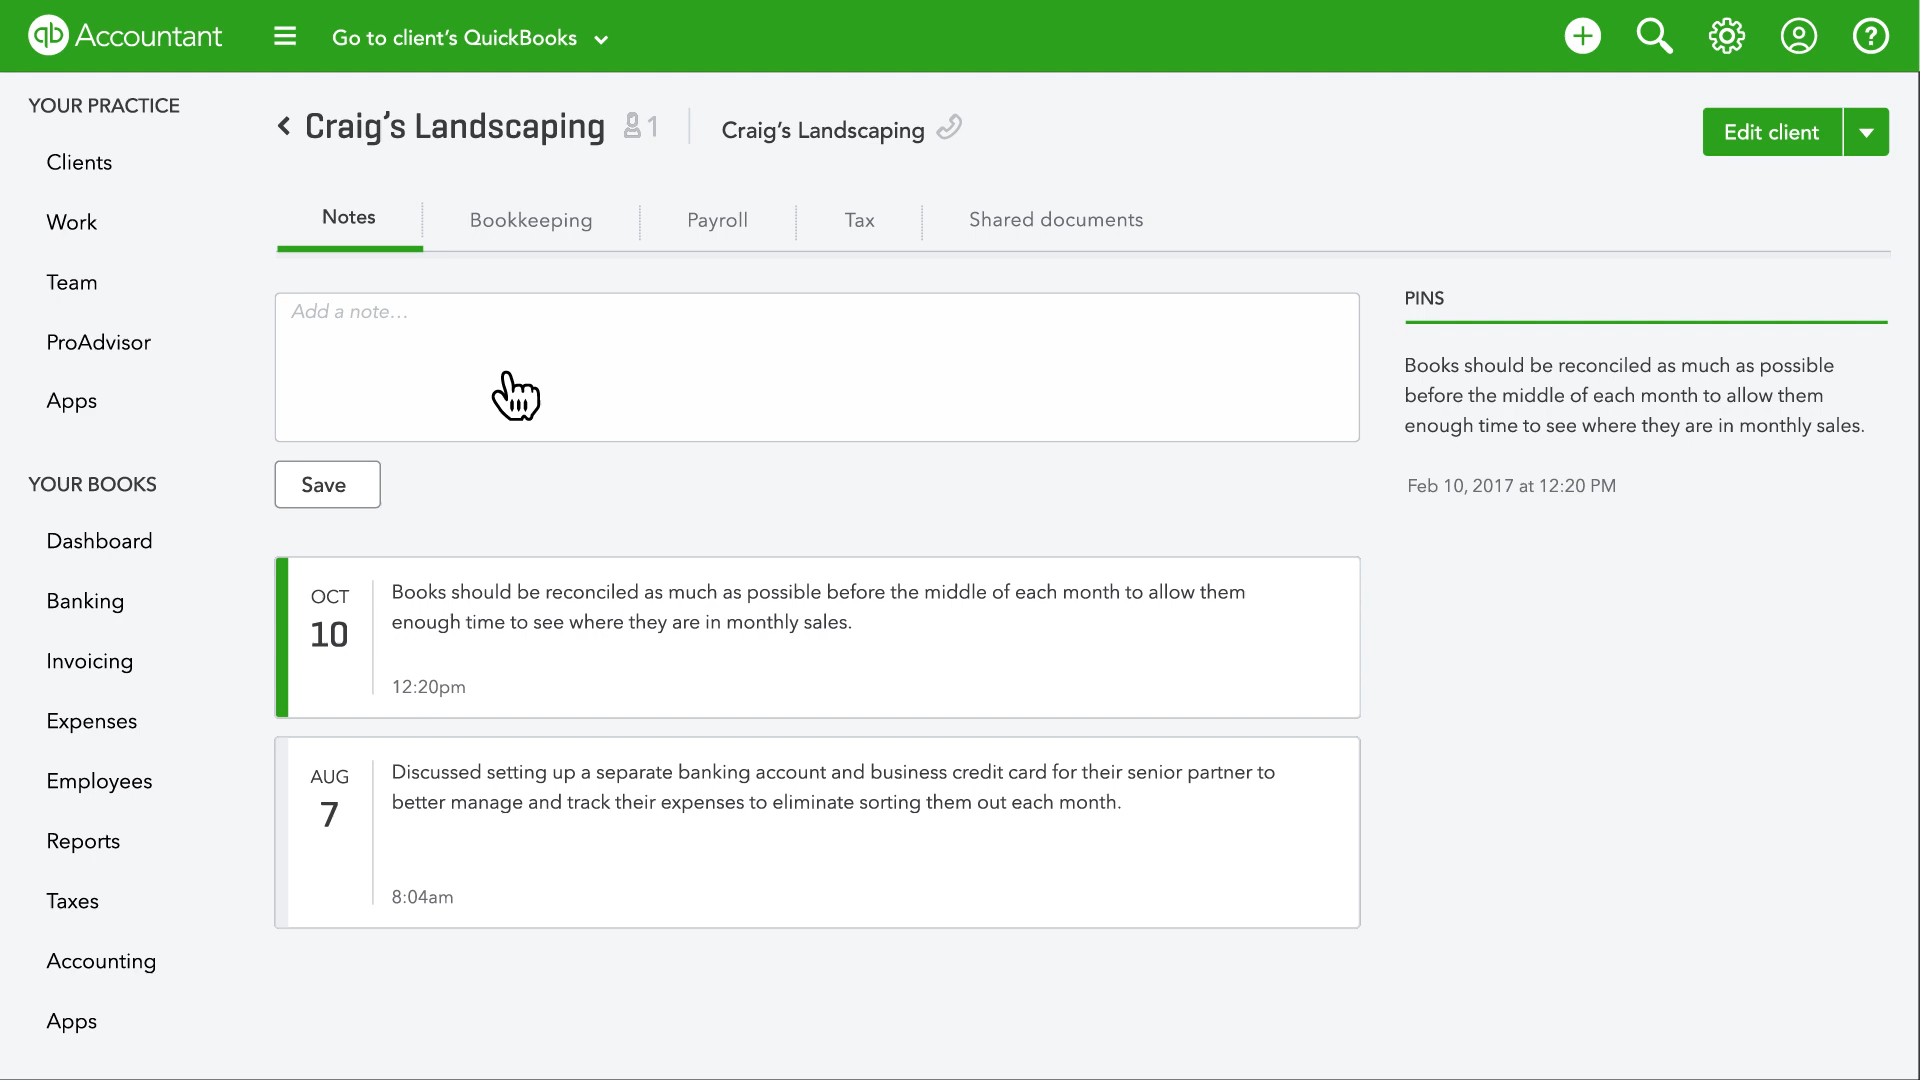 qb Accountant
Go to client's QuickBooks
YOUR PRACTICE
Clients
Work
Team
ProAdvisor
Apps
YOUR BOOKS
Dashboard
Banking
Invoicing
Expenses
Employees
Reports
Taxes
Accounting
Apps
Craig's Landscaping 1
Craig's Landscaping
Edit client
Notes
Bookkeeping
Payroll
Tax
Shared documents
Add a note...
Save
OCT
10
Books should be reconciled as much as possible before the middle of each month to allow them
enough time to see where they are in monthly sales.
12:20pm
AUG
7
Discussed setting up a separate banking account and business credit card for their senior partner to
better manage and track their expenses to eliminate sorting them out each month.
8:04am
PINS
Books should be reconciled as much as possible
before the middle of each month to allow them
enough time to see where they are in monthly sales.
Feb 10, 2017 at 12:20 PM